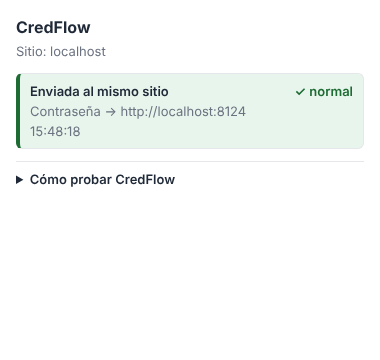 CredFlow
Sitio: localhost
Enviada al mismo sitio ✓ normal
Contraseña → http://localhost:8124
15:48:18
▶ Cómo probar CredFlow